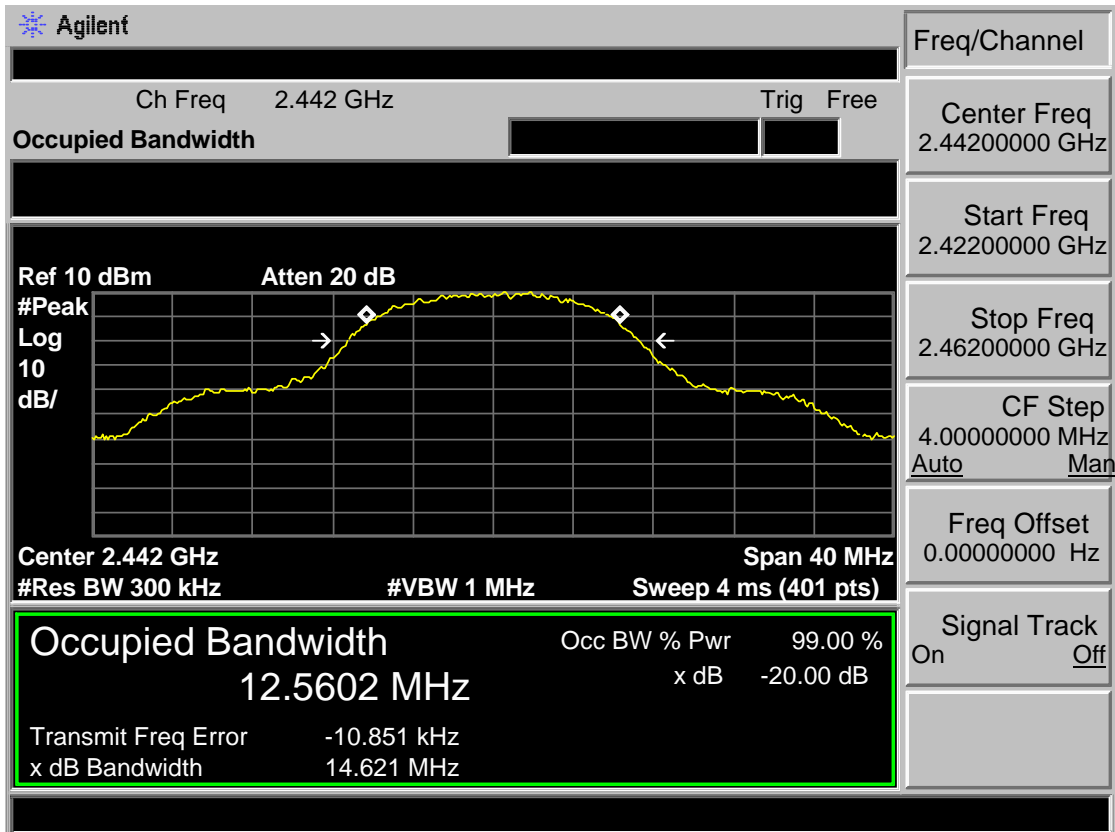 Agilent
Freq/Channel
Ch Freq 2.442 GHz Trig Free
Occupied Bandwidth
Center Freq
2.44200000 GHz
Start Freq
2.42200000 GHz
Stop Freq
2.46200000 GHz
CF Step
4.00000000 MHz
Auto Man
Freq Offset
0.00000000 Hz
Signal Track
On Off
Ref 10 dBm Atten 20 dB
#Peak
Log
10
dB/
Center 2.442 GHz Span 40 MHz
#Res BW 300 kHz #VBW 1 MHz Sweep 4 ms (401 pts)
Occupied Bandwidth
12.5602 MHz
Occ BW % Pwr 99.00 %
x dB -20.00 dB
Transmit Freq Error -10.851 kHz
x dB Bandwidth 14.621 MHz